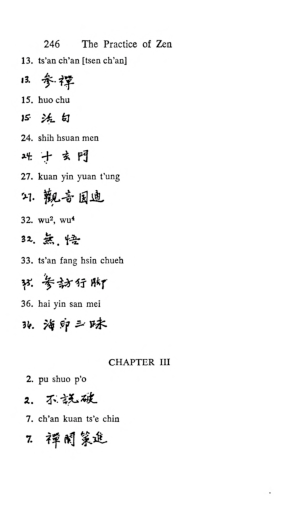 246 The Practice of Zen
13. ts'an ch'an [tsen ch'an]
13. 参禪
15. huo chu
15 活句
24. shih hsuan men
24. 十玄門
27. kuan yin yuan t'ung
27. 觀音圓通
32. wu², wu⁴
32. 無, 悟
33. ts'an fang hsin chueh
33. 参訪行脚
36. hai yin san mei
36. 海印三昧
CHAPTER III
2. pu shuo p'o
2. 不説破
7. ch'an kuan ts'e chin
7. 禪関策進